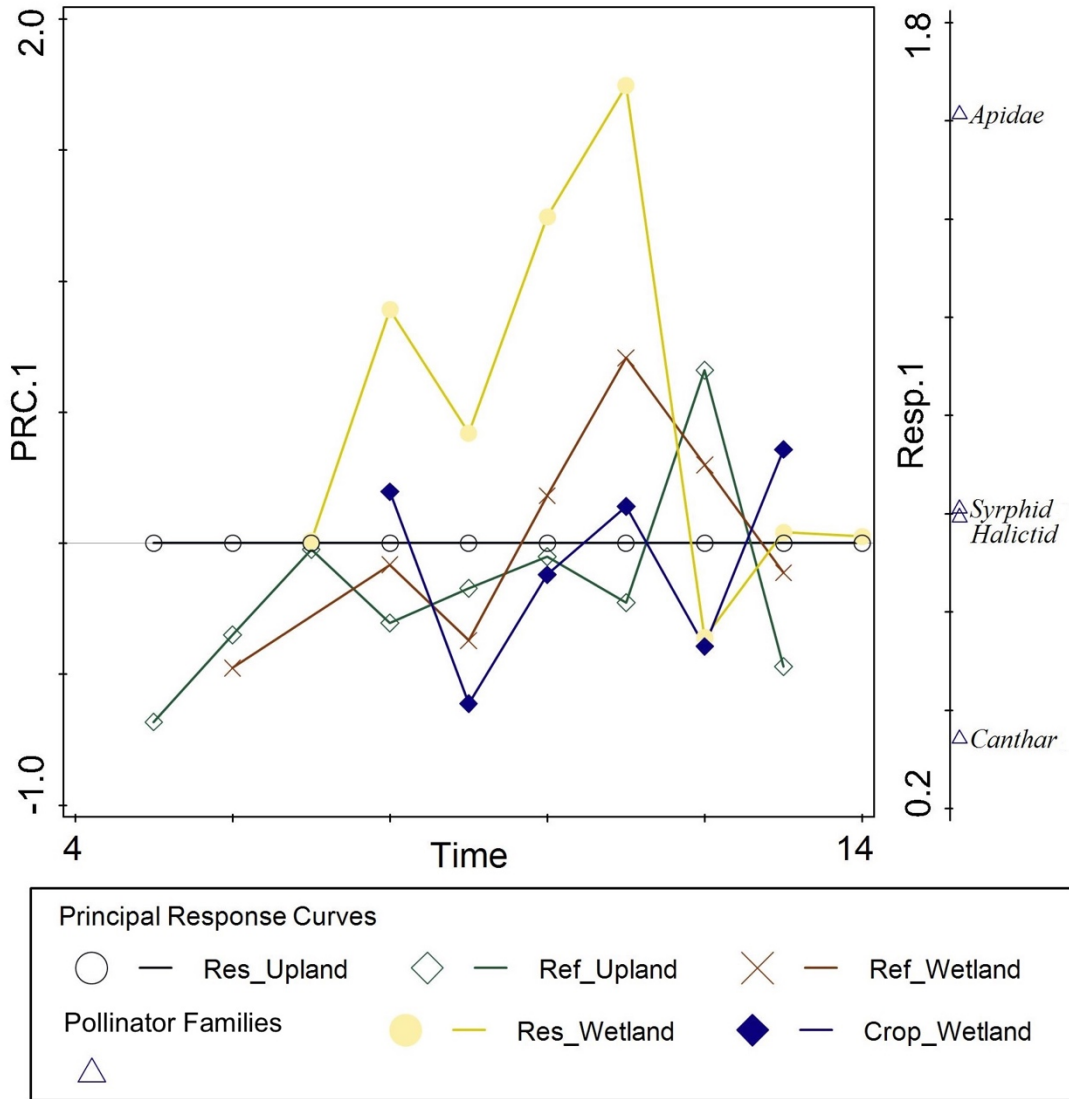 2.0
PRC.1
-1.0
4
Time
14
1.8
Resp.1
0.2
Apidae
Syrphid
Halictid
Canthar
Principal Response Curves
Res_Upland
Ref_Upland
Ref_Wetland
Pollinator Families
Res_Wetland
Crop_Wetland